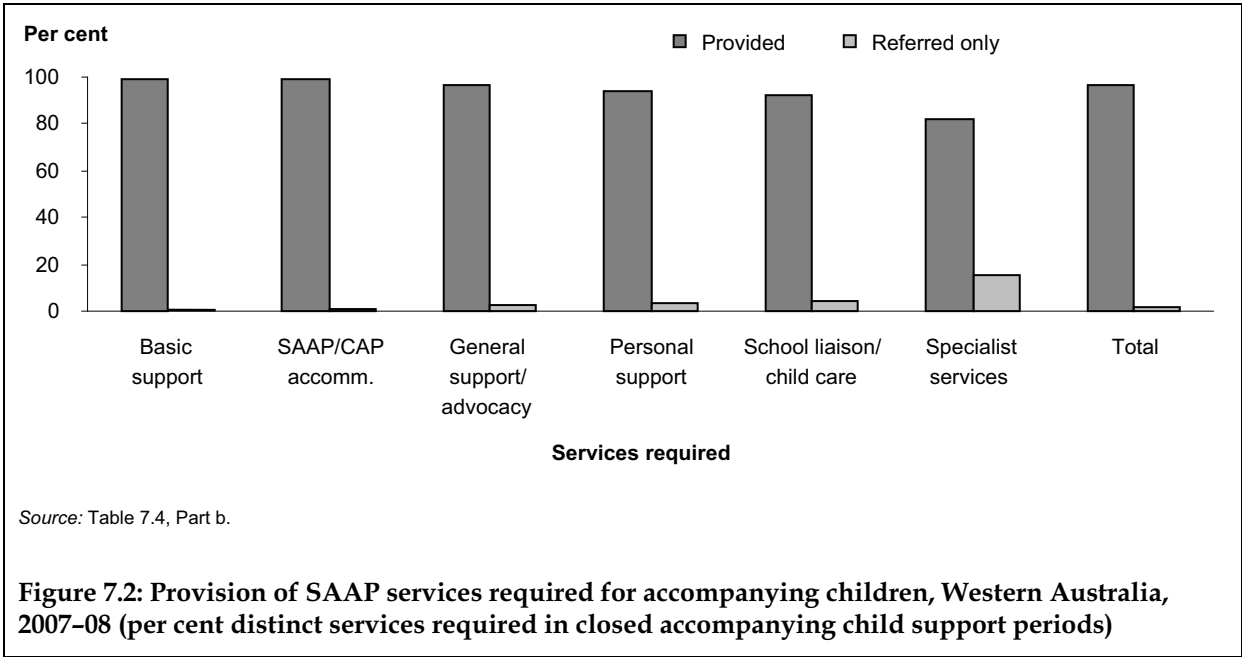 Per cent
Provided
Referred only
100
80
60
40
20
0
Basic
support
SAAP/CAP
accomm.
General
support/
advocacy
Personal
support
School liaison/
child care
Specialist
services
Total
Services required
Source: Table 7.4, Part b.
Figure 7.2: Provision of SAAP services required for accompanying children, Western Australia,
2007–08 (per cent distinct services required in closed accompanying child support periods)